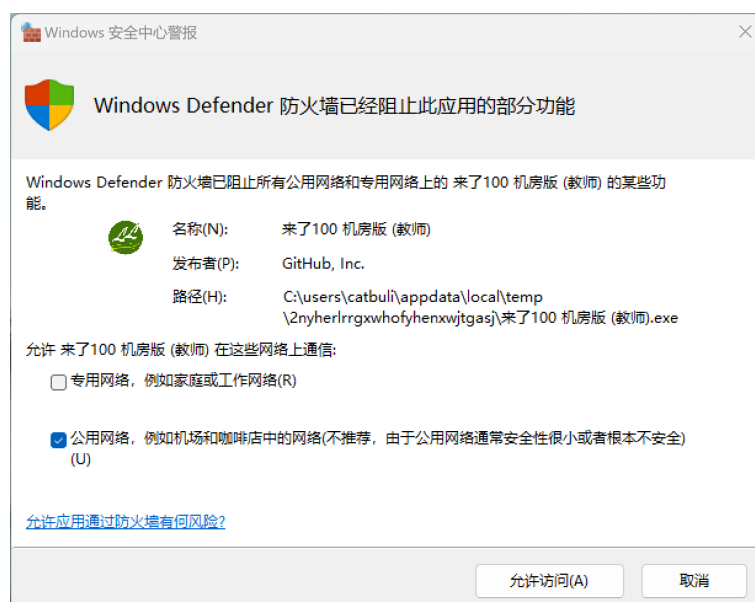 Windows 安全中心警报
Windows Defender 防火墙已经阻止此应用的部分功能
Windows Defender 防火墙已阻止所有公用网络和专用网络上的 来了100 机房版 (教师) 的某些功
能。
名称(N): 来了100 机房版 (教师)
发布者(P): GitHub, Inc.
路径(H): C:\users\catbuli\appdata\local\temp
\2nyherlrrgxwhofyhenxwjtgasj\来了100 机房版 (教师).exe
允许 来了100 机房版 (教师) 在这些网络上通信:
专用网络，例如家庭或工作网络(R)
公用网络，例如机场和咖啡店中的网络(不推荐，由于公用网络通常安全性很小或者根本不安全)
(U)
允许应用通过防火墙有何风险?
允许访问(A) 取消